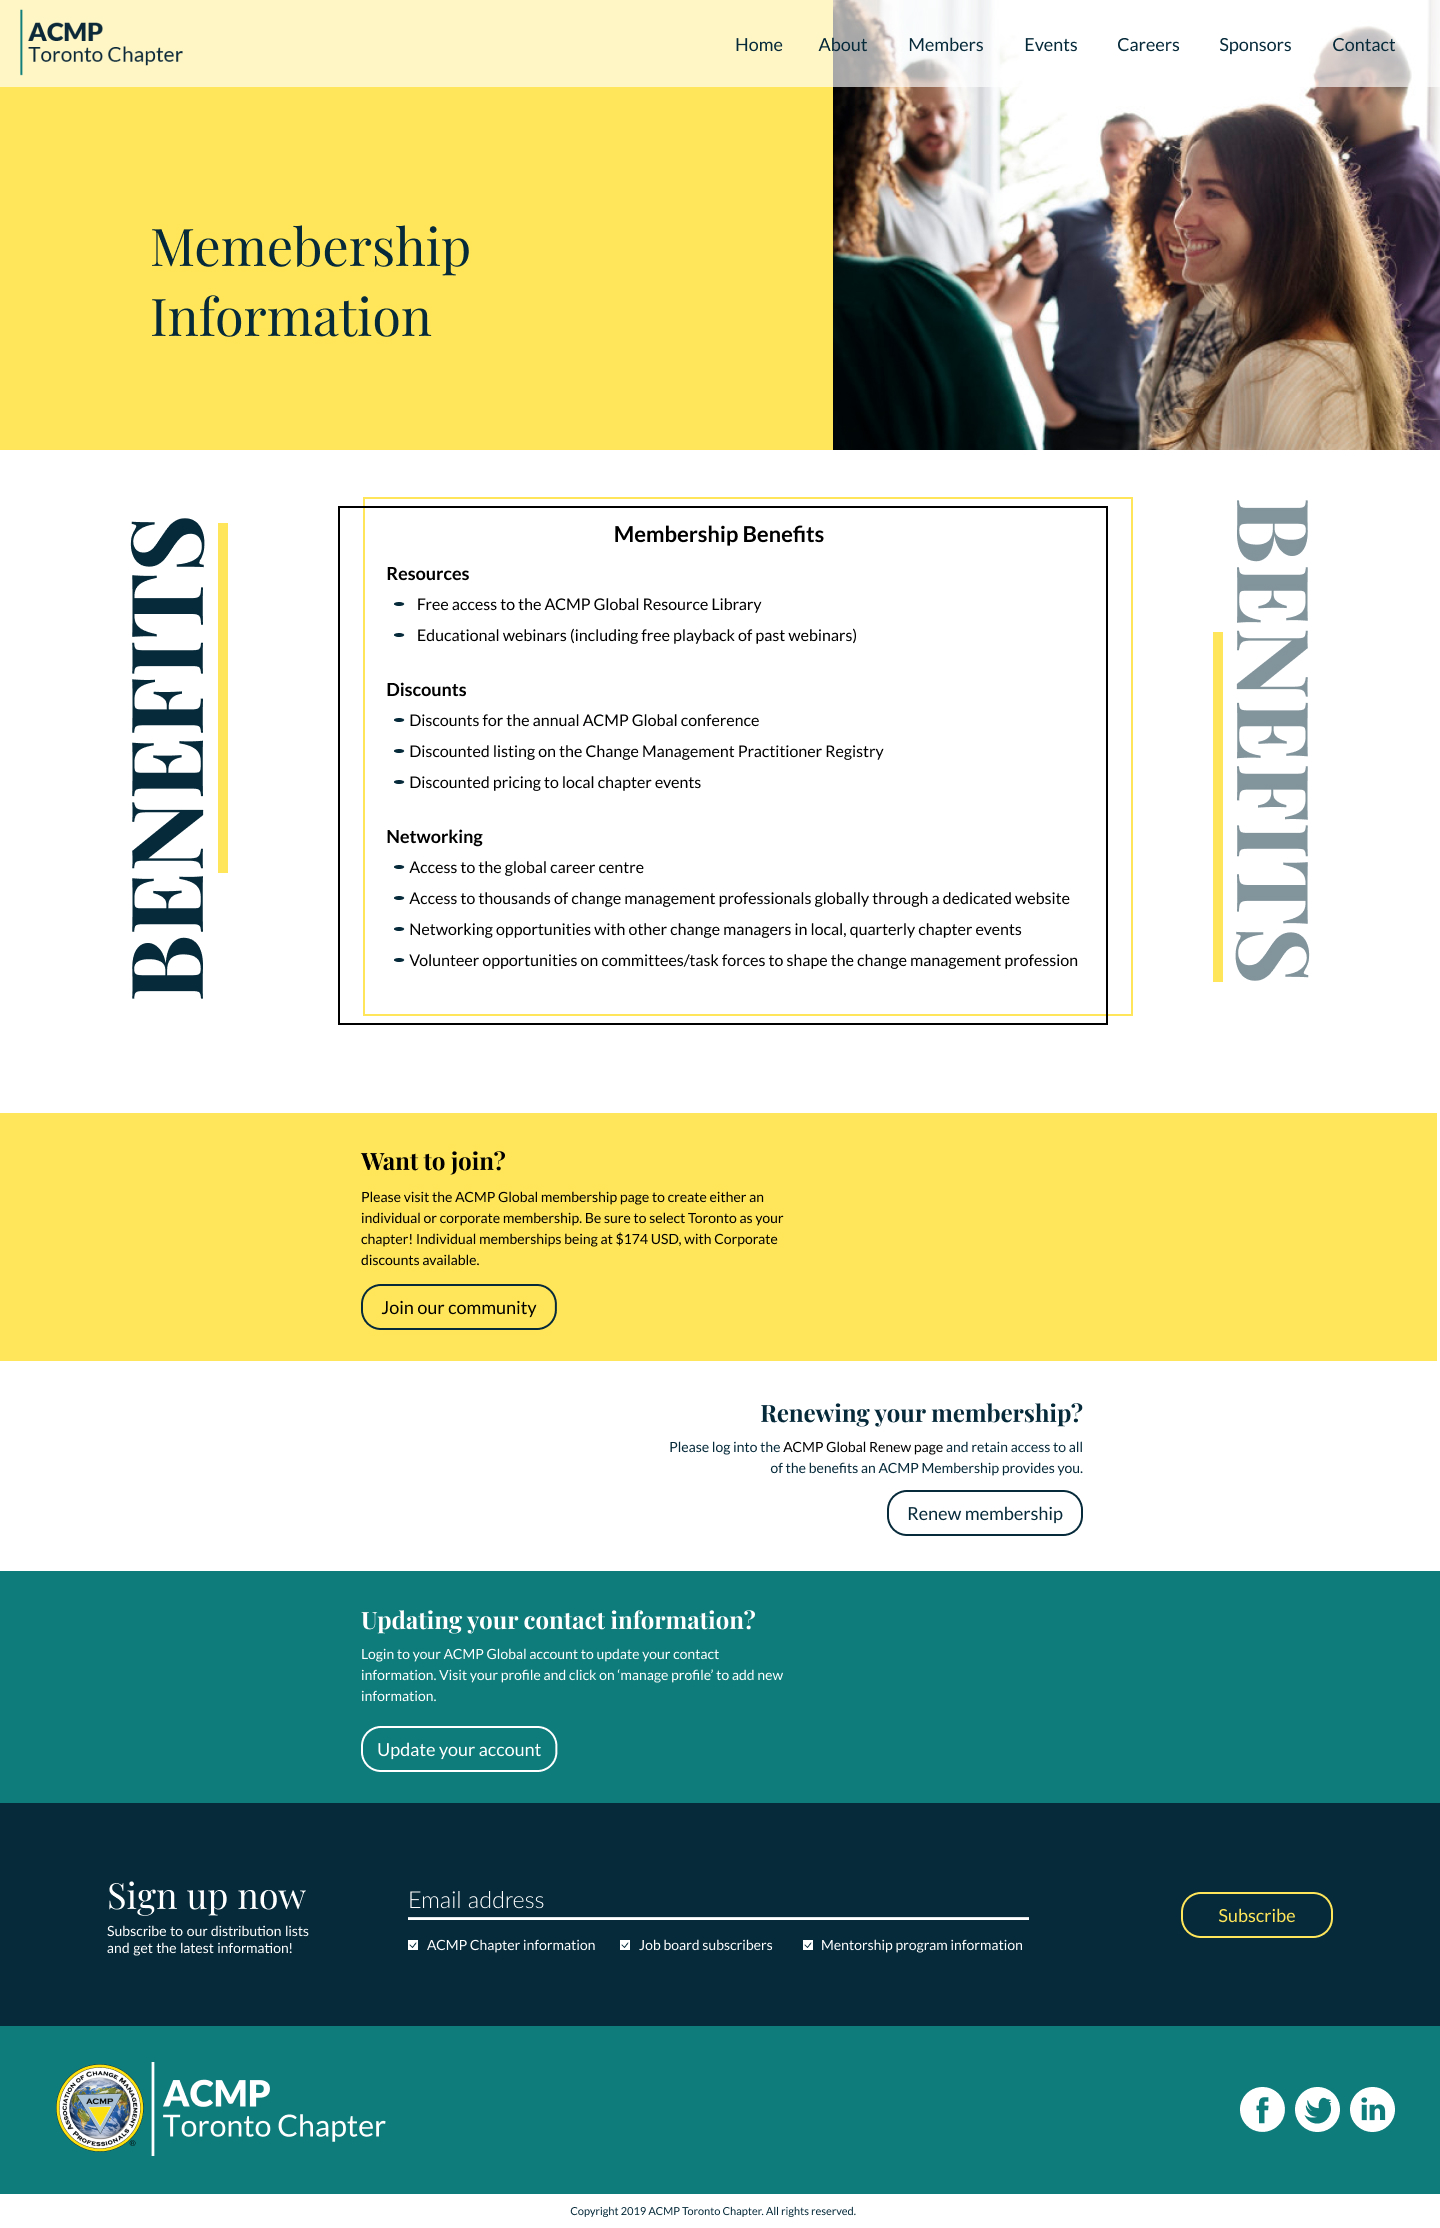 ACMP
Toronto Chapter
Home About Members Events Careers Sponsors Contact
Memebership
Information
BENEFITS
Membership Benefits
Resources
Free access to the ACMP Global Resource Library
Educational webinars (including free playback of past webinars)
Discounts
Discounts for the annual ACMP Global conference
Discounted listing on the Change Management Practitioner Registry
Discounted pricing to local chapter events
Networking
Access to the global career centre
Access to thousands of change management professionals globally through a dedicated website
Networking opportunities with other change managers in local, quarterly chapter events
Volunteer opportunities on committees/task forces to shape the change management profession
BENEFITS
Want to join?
Please visit the ACMP Global membership page to create either an
individual or corporate membership. Be sure to select Toronto as your
chapter! Individual memberships being at $174 USD, with Corporate
discounts available.
Join our community
Renewing your membership?
Please log into the ACMP Global Renew page and retain access to all
of the benefits an ACMP Membership provides you.
Renew membership
Updating your contact information?
Login to your ACMP Global account to update your contact
information. Visit your profile and click on ‘manage profile’ to add new
information.
Update your account
Sign up now
Subscribe to our distribution lists
and get the latest information!
Email address
ACMP Chapter information Job board subscribers Mentorship program information
Subscribe
ASSOCIATION OF CHANGE MANAGEMENT PROFESSIONALS
ACMP
®
ACMP
Toronto Chapter
f in
Copyright 2019 ACMP Toronto Chapter. All rights reserved.